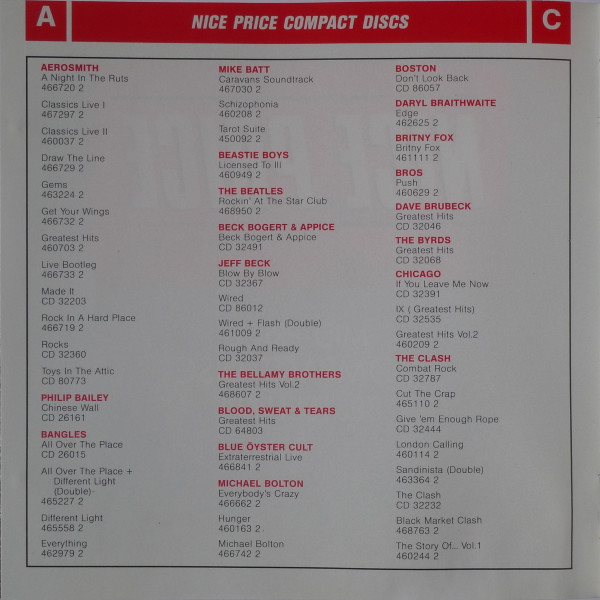 A
NICE PRICE COMPACT DISCS
C
AEROSMITH
A Night In The Ruts
466720 2
Classics Live I
467297 2
Classics Live II
460037 2
Draw The Line
466729 2
Gems
463224 2
Get Your Wings
466732 2
Greatest Hits
460703 2
Live Bootleg
466733 2
Made It
CD 32203
Rock In A Hard Place
466719 2
Rocks
CD 32360
Toys In The Attic
CD 80773
PHILIP BAILEY
Chinese Wall
CD 26161
BANGLES
All Over The Place
CD 26015
All Over The Place +
Different Light
(Double)-
465227 2
Different Light
465558 2
Everything
462979 2
MIKE BATT
Caravans Soundtrack
467030 2
Schizophonia
460208 2
Tarot Suite
450092 2
BEASTIE BOYS
Licensed To Ill
460949 2
THE BEATLES
Rockin' At The Star Club
468950 2
BECK BOGERT & APPICE
Beck Bogert & Appice
CD 32491
JEFF BECK
Blow By Blow
CD 32367
Wired
CD 86012
Wired + Flash (Double)
461009 2
Rough And Ready
CD 32037
THE BELLAMY BROTHERS
Greatest Hits Vol.2
468607 2
BLOOD, SWEAT & TEARS
Greatest Hits
CD 64803
BLUE ÖYSTER CULT
Extraterrestrial Live
466841 2
MICHAEL BOLTON
Everybody's Crazy
466662 2
Hunger
460163 2
Michael Bolton
466742 2
BOSTON
Don't Look Back
CD 86057
DARYL BRAITHWAITE
Edge
462625 2
BRITNY FOX
Britny Fox
461111 2
BROS
Push
460629 2
DAVE BRUBECK
Greatest Hits
CD 32046
THE BYRDS
Greatest Hits
CD 32068
CHICAGO
If You Leave Me Now
CD 32391
IX ( Greatest Hits)
CD 32535
Greatest Hits Vol.2
460209 2
THE CLASH
Combat Rock
CD 32787
Cut The Crap
465110 2
Give 'em Enough Rope
CD 32444
London Calling
460114 2
Sandinista (Double)
463364 2
The Clash
CD 32232
Black Market Clash
468763 2
The Story Of... Vol.1
460244 2